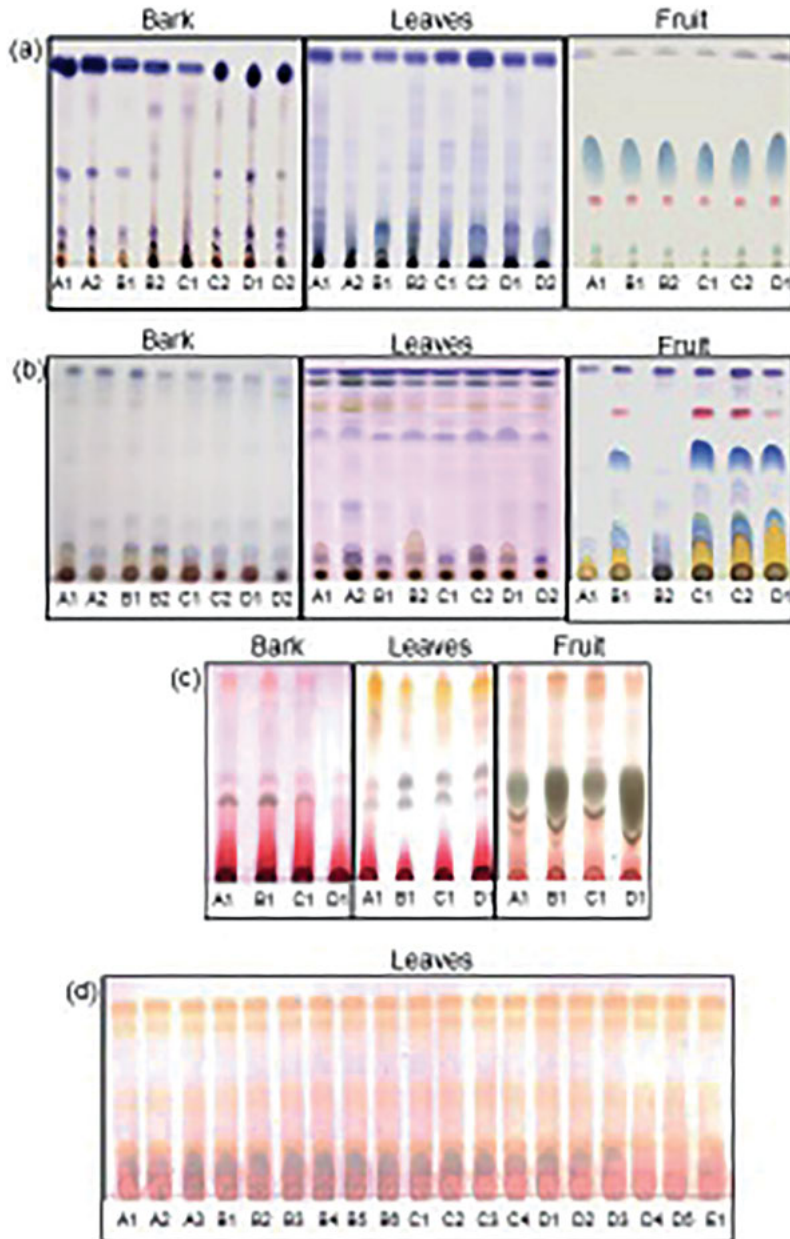 Bark Leaves Fruit
(a)
A1 A2 B1 B2 C1 C2 D1 D2 A1 A2 B1 B2 C1 C2 D1 D2 A1 B1 B2 C1 C2 D1
Bark Leaves Fruit
(b)
A1 A2 B1 B2 C1 C2 D1 D2 A1 A2 B1 B2 C1 C2 D1 D2 A1 B1 B2 C1 C2 D1
Bark Leaves Fruit
(c)
A1 B1 C1 D1 A1 B1 C1 D1 A1 B1 C1 D1
Leaves
(d)
A1 A2 A3 B1 B2 B3 B4 B5 B6 C1 C2 C3 C4 D1 D2 D3 D4 D5 E1